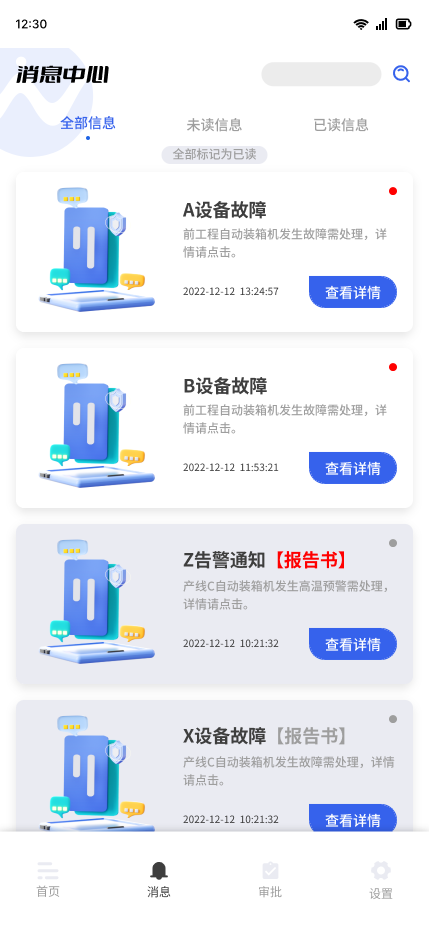 12:30
消息中心
全部信息 未读信息 已读信息
全部标记为已读
A设备故障
前工程自动装箱机发生故障需处理，详
情请点击。
2022-12-12 13:24:57 查看详情
B设备故障
前工程自动装箱机发生故障需处理，详
情请点击。
2022-12-12 11:53:21 查看详情
Z告警通知【报告书】
产线C自动装箱机发生高温预警需处理，
详情请点击。
2022-12-12 10:21:32 查看详情
X设备故障【报告书】
产线C自动装箱机发生故障需处理，详情
请点击。
2022-12-12 10:21:32 查看详情
首页 消息 审批 设置